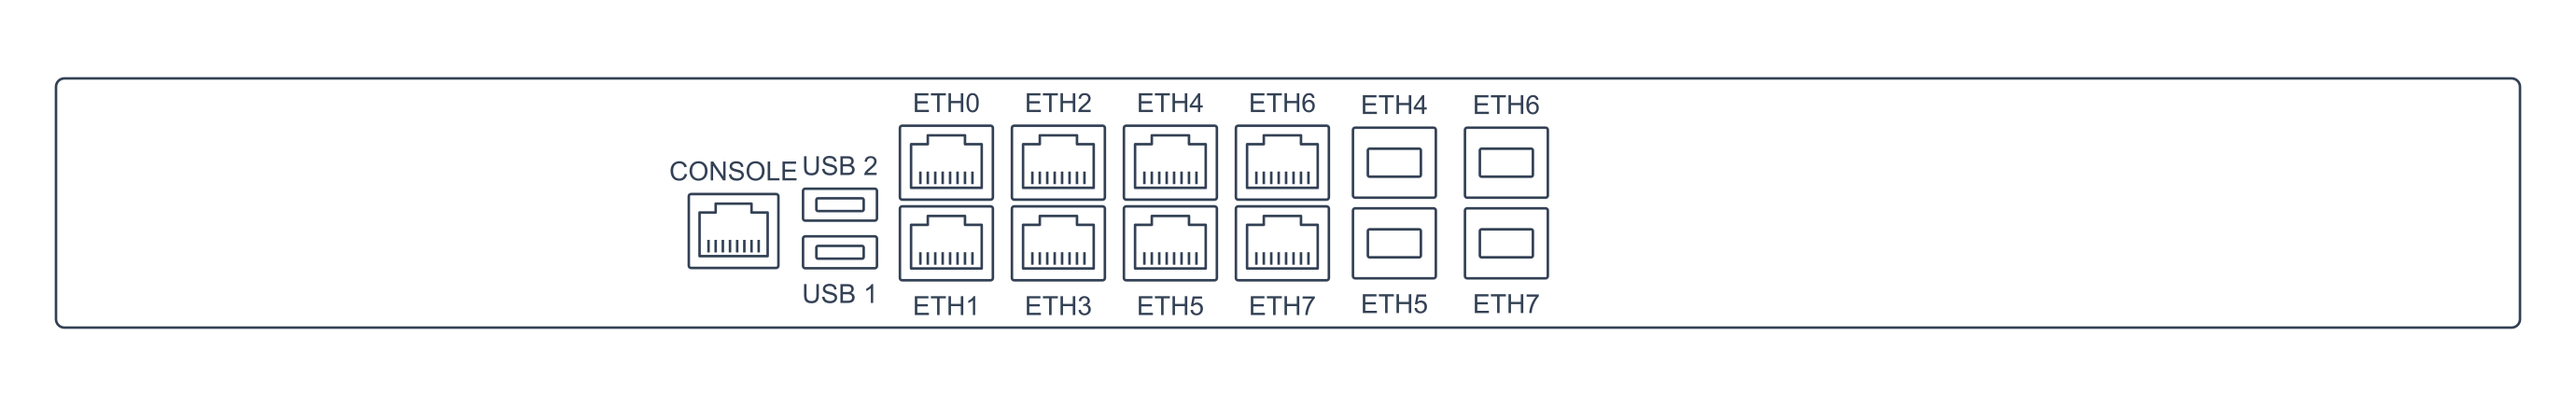 ETH0 ETH2 ETH4 ETH6 ETH4 ETH6
CONSOLE USB 2
USB 1
ETH1 ETH3 ETH5 ETH7 ETH5 ETH7